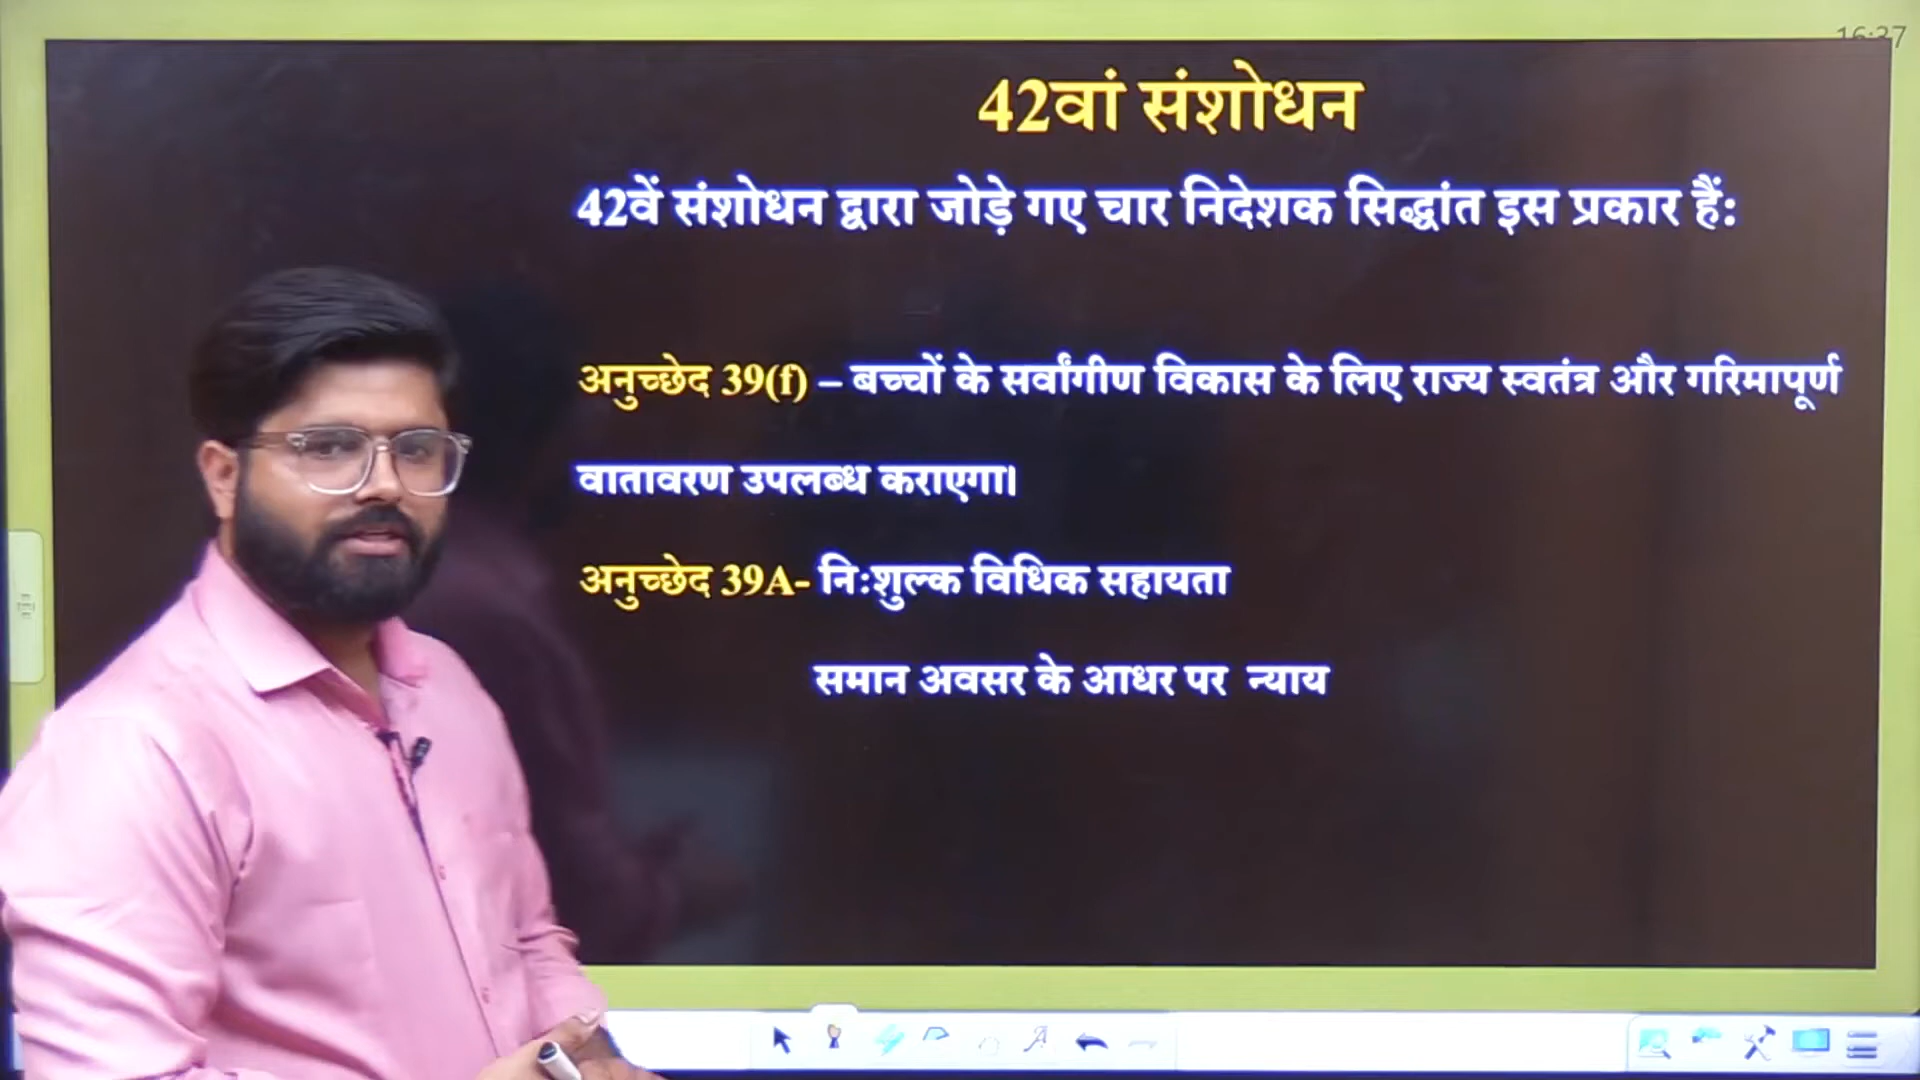 16:37
42वां संशोधन
42वें संशोधन द्वारा जोड़े गए चार निदेशक सिद्धांत इस प्रकार हैं:
अनुच्छेद 39(f) – बच्चों के सर्वांगीण विकास के लिए राज्य स्वतंत्र और गरिमापूर्ण
वातावरण उपलब्ध कराएगा।
अनुच्छेद 39A- नि:शुल्क विधिक सहायता
समान अवसर के आधर पर न्याय